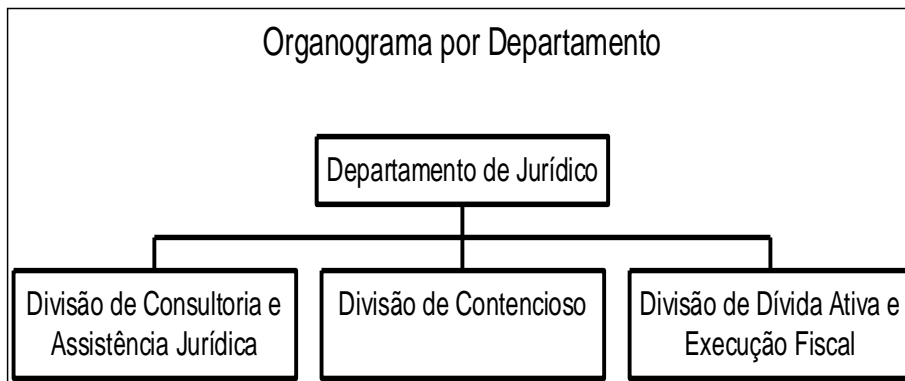 Organograma por Departamento
Departamento de Jurídico
Divisão de Consultoria e
Assistência Jurídica
Divisão de Contencioso
Divisão de Dívida Ativa e
Execução Fiscal